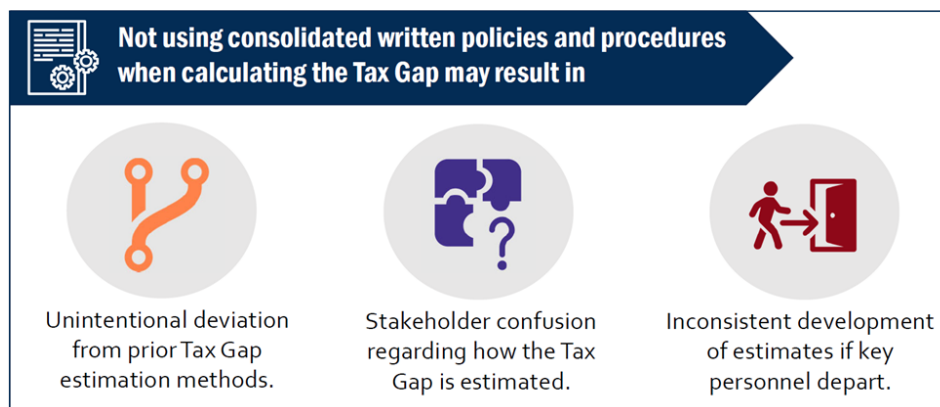 Not using consolidated written policies and procedures
when calculating the Tax Gap may result in
Unintentional deviation
from prior Tax Gap
estimation methods.
Stakeholder confusion
regarding how the Tax
Gap is estimated.
Inconsistent development
of estimates if key
personnel depart.